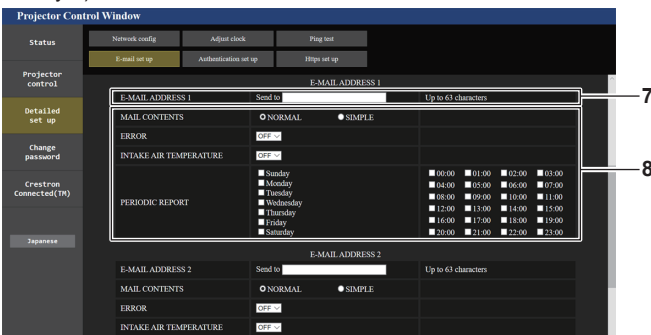 Projector Control Window
Status
Network config
Adjust clock
Ping test
E-mail set up
Authentication set up
Https set up
Projector
control
Detailed
set up
Change
password
Crestron
Connected(TM)
Japanese
E-MAIL ADDRESS 1
E-MAIL ADDRESS 1 Send to Up to 63 characters
7
MAIL CONTENTS NORMAL SIMPLE
ERROR OFF
INTAKE AIR TEMPERATURE OFF
8
PERIODIC REPORT
Sunday 00:00 01:00 02:00 03:00
Monday 04:00 05:00 06:00 07:00
Tuesday 08:00 09:00 10:00 11:00
Wednesday 12:00 13:00 14:00 15:00
Thursday 16:00 17:00 18:00 19:00
Friday 20:00 21:00 22:00 23:00
Saturday
E-MAIL ADDRESS 2
E-MAIL ADDRESS 2 Send to Up to 63 characters
MAIL CONTENTS NORMAL SIMPLE
ERROR OFF
INTAKE AIR TEMPERATURE OFF